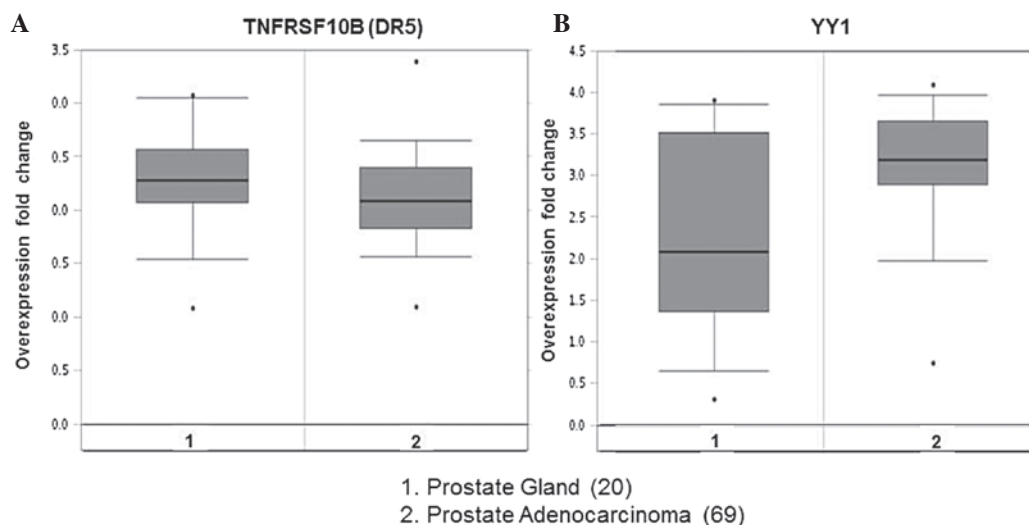 A
TNFRSF10B (DR5)
Overexpression fold change
3.5
0.0
0.5
0.0
0.5
0.0
0.5
0.0
1
2
B
YY1
Overexpression fold change
4.5
4.0
3.5
3.0
2.5
2.0
1.5
1.0
0.5
0.0
1
2
1. Prostate Gland (20)
2. Prostate Adenocarcinoma (69)